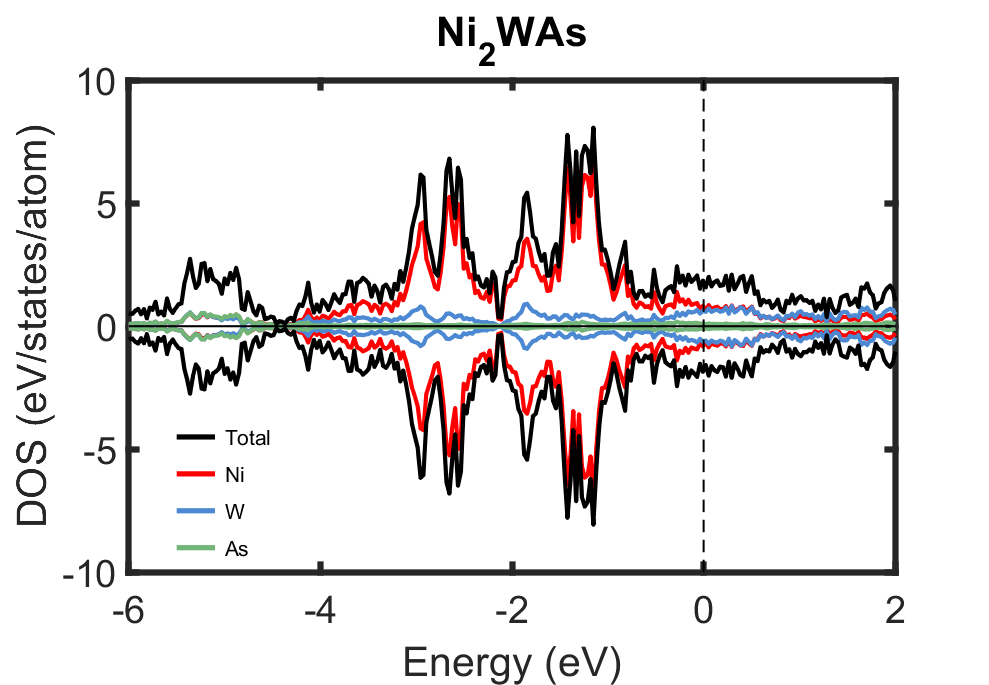 Ni₂WAs
10
5
0
-5
-10
DOS (eV/states/atom)
Total
Ni
W
As
-6 -4 -2 0 2
Energy (eV)